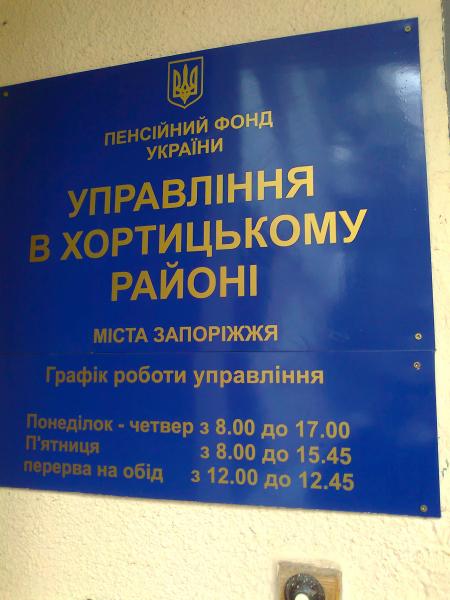 ПЕНСІЙНИЙ ФОНД
УКРАЇНИ
УПРАВЛІННЯ
В ХОРТИЦЬКОМУ
РАЙОНІ
МІСТА ЗАПОРІЖЖЯ
Графік роботи управління
Понеділок - четвер з 8.00 до 17.00
П'ятниця з 8.00 до 15.45
перерва на обід з 12.00 до 12.45